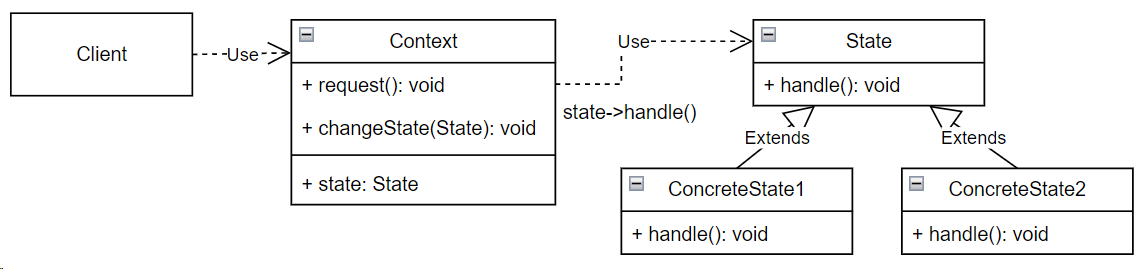 Client
Use
Context
+ request(): void
+ changeState(State): void
+ state: State
Use
state->handle()
State
+ handle(): void
Extends
Extends
ConcreteState1
+ handle(): void
ConcreteState2
+ handle(): void